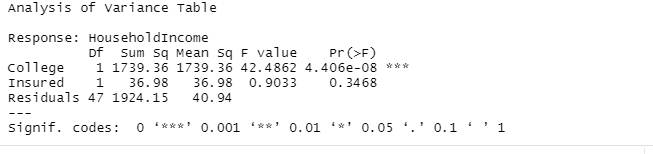 Analysis of Variance Table
Response: HouseholdIncome
Df Sum Sq Mean Sq F value Pr(>F)
College 1 1739.36 1739.36 42.4862 4.406e-08 ***
Insured 1 36.98 36.98 0.9033 0.3468
Residuals 47 1924.15 40.94
---
Signif. codes: 0 ‘***’ 0.001 ‘**’ 0.01 ‘*’ 0.05 ‘.’ 0.1 ‘ ’ 1